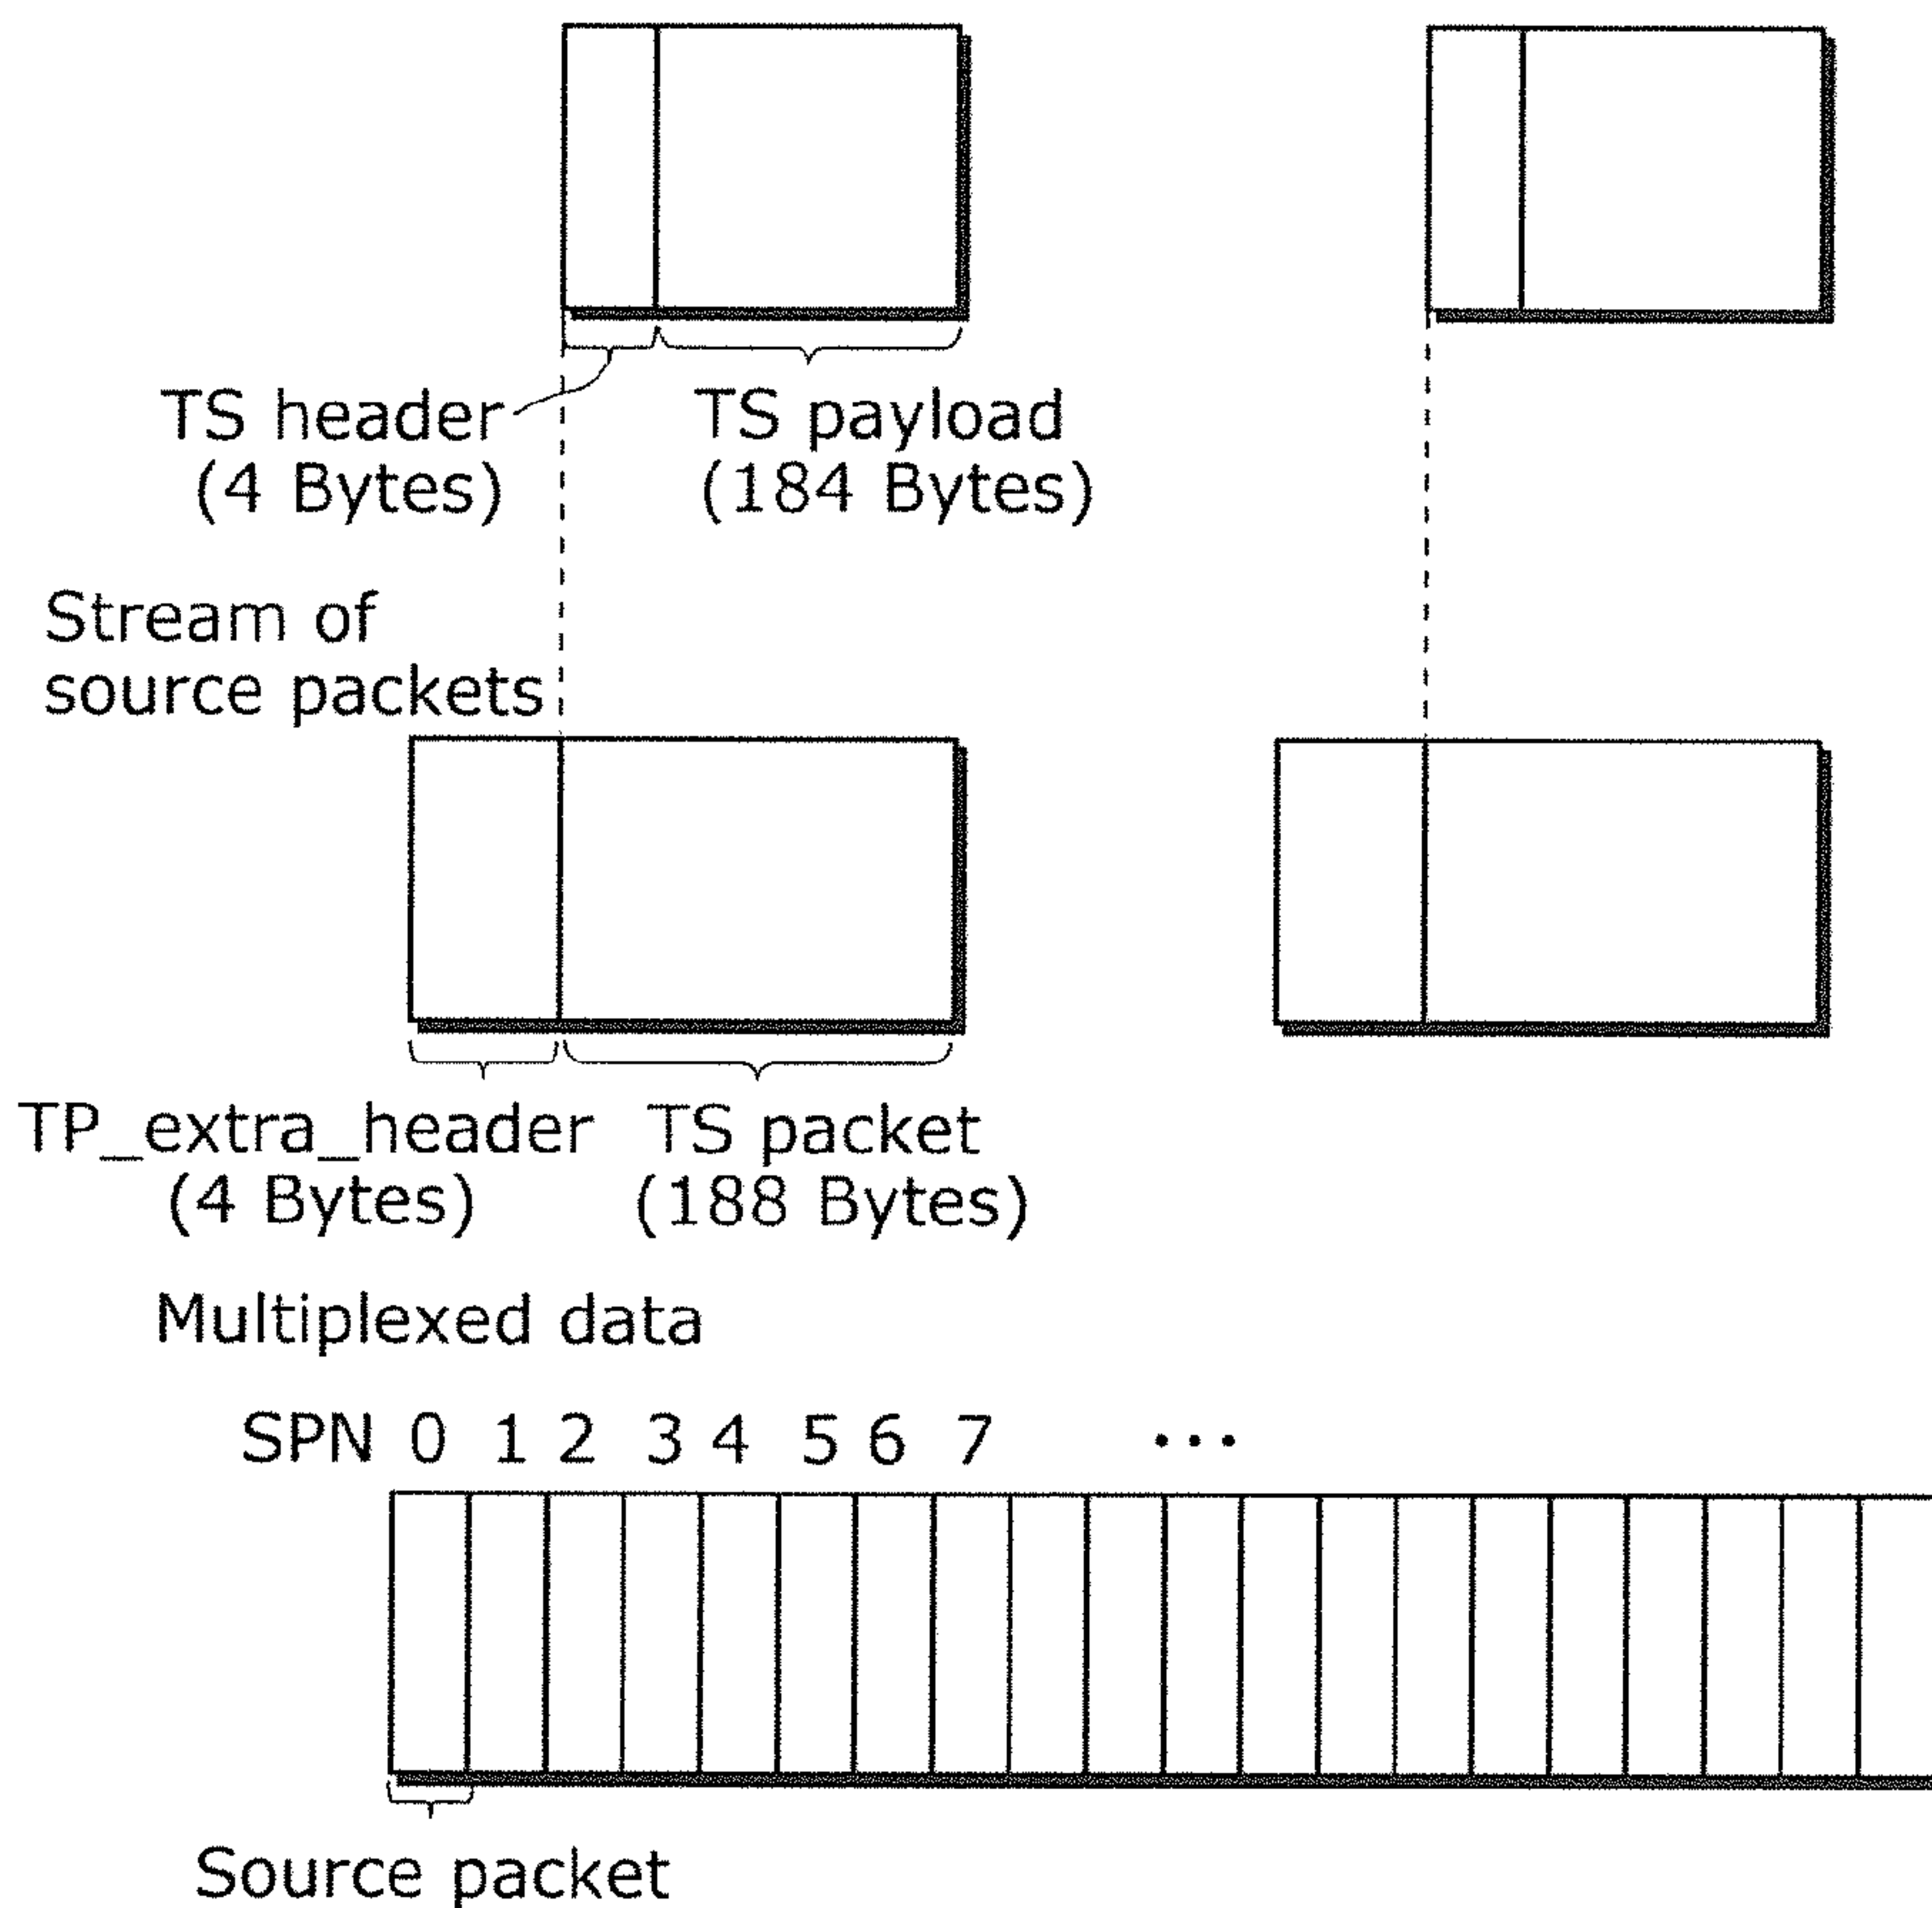 TS header
(4 Bytes)
TS payload
(184 Bytes)
Stream of
source packets
TP_extra_header
(4 Bytes)
TS packet
(188 Bytes)
Multiplexed data
SPN 0 1 2 3 4 5 6 7 ...
Source packet